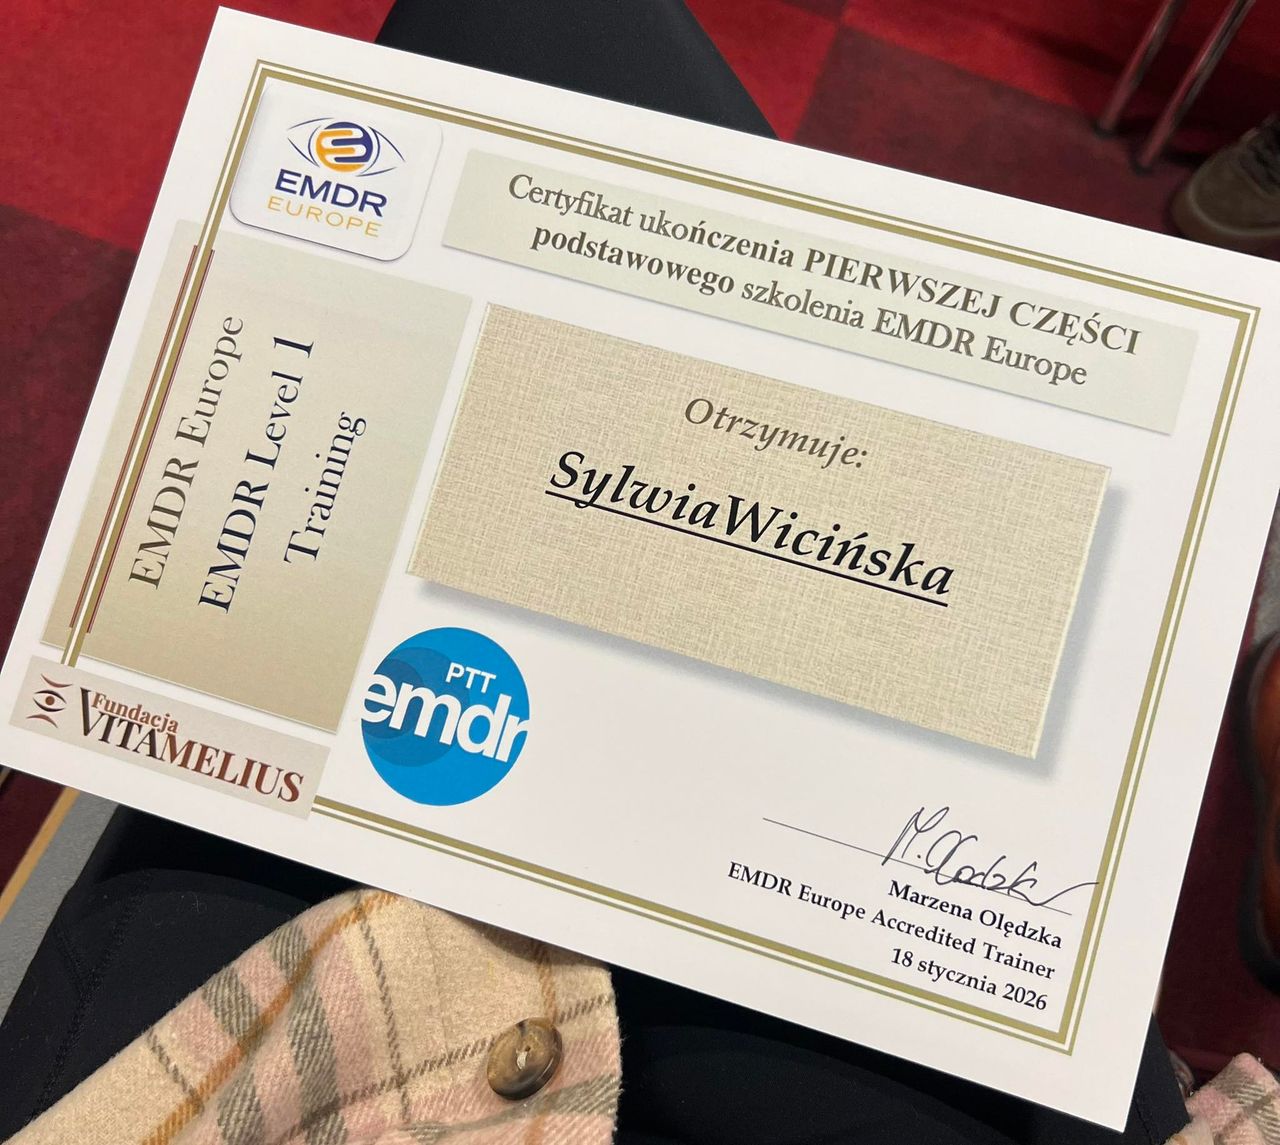 EMDR
EUROPE
Certyfikat ukończenia PIERWSZEJ CZĘŚCI
podstawowego szkolenia EMDR Europe
EMDR Europe
EMDR Level 1
Training
Otrzymuje:
SylwiaWicińska
Fundacja
VITAMELIUS
PTT
emdr
M. Olędzka
Marzena Olędzka
EMDR Europe Accredited Trainer
18 stycznia 2026